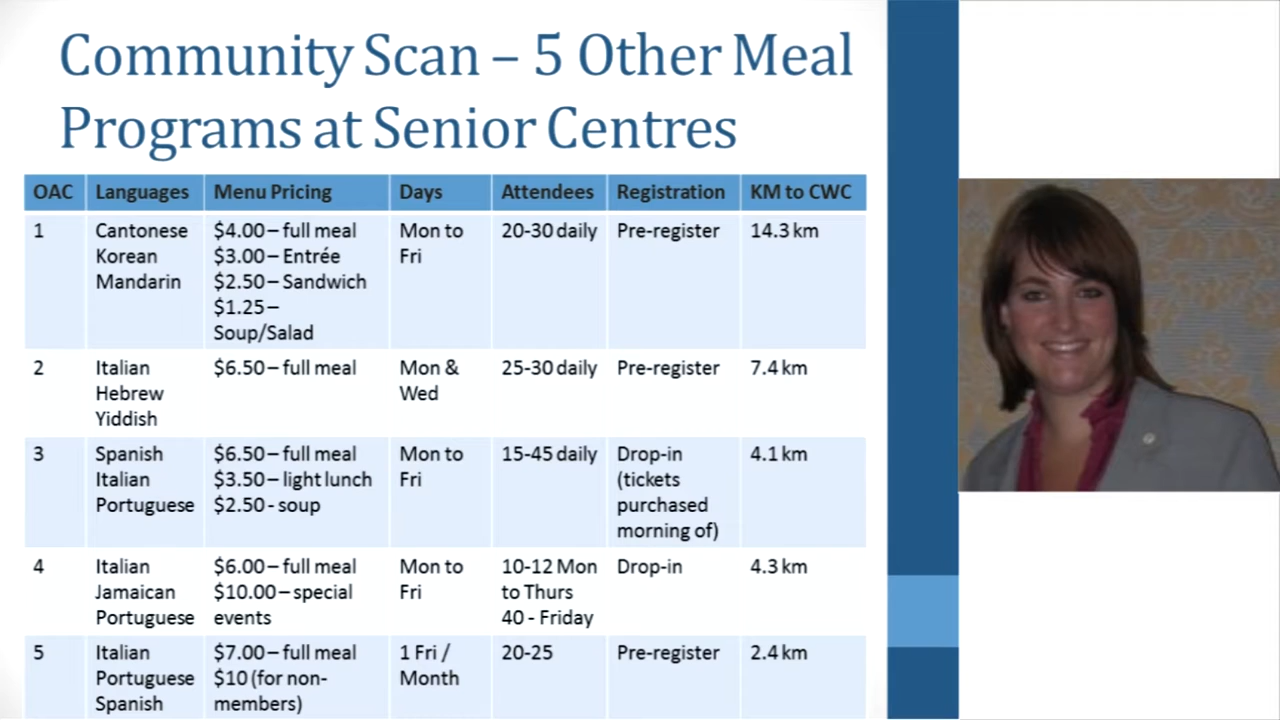 Community Scan – 5 Other Meal
Programs at Senior Centres
OAC Languages Menu Pricing Days Attendees Registration KM to CWC
1 Cantonese $4.00 – full meal Mon to 20-30 daily Pre-register 14.3 km
Korean $3.00 – Entrée Fri
Mandarin $2.50 – Sandwich
$1.25 –
Soup/Salad
2 Italian $6.50 – full meal Mon & 25-30 daily Pre-register 7.4 km
Hebrew Wed
Yiddish
3 Spanish $6.50 – full meal Mon to 15-45 daily Drop-in 4.1 km
Italian $3.50 – light lunch Fri (tickets
Portuguese $2.50 - soup purchased
morning of)
4 Italian $6.00 – full meal Mon to 10-12 Mon Drop-in 4.3 km
Jamaican $10.00 – special Fri to Thurs
Portuguese events 40 - Friday
5 Italian $7.00 – full meal 1 Fri / 20-25 Pre-register 2.4 km
Portuguese $10 (for non- Month
Spanish members)